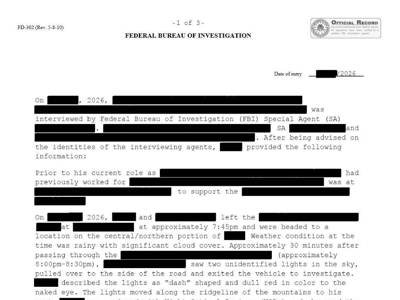 -1 of 3-
FD-302 (Rev. 5-8-10)
OFFICIAL RECORD
FEDERAL BUREAU OF INVESTIGATION
Date of entry /2026
On , 2026,
was
interviewed by Federal Bureau of Investigation (FBI) Special Agent (SA)
, SA and
. After being advised on
the identities of the interviewing agents, provided the following
information:
Prior to his current role as had
previously worked for was at
to support the
On 2026, and left the
at at approximately 7:45pm and were headed to a
location on the central/northern portion of Weather condition at the
time was rainy with significant cloud cover. Approximately 30 minutes after
passing through the (approximately
8:00pm-8:30pm), saw two unidentified lights in the sky,
pulled over to the side of the road and exited the vehicle to investigate.
described the lights as “dash” shaped and dull red in color to the
naked eye. The lights moved along the ridgeline of the mountains to
his